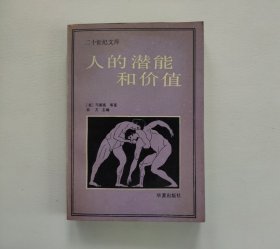 二十世纪文库
人的潜能
和价值
华夏出版社